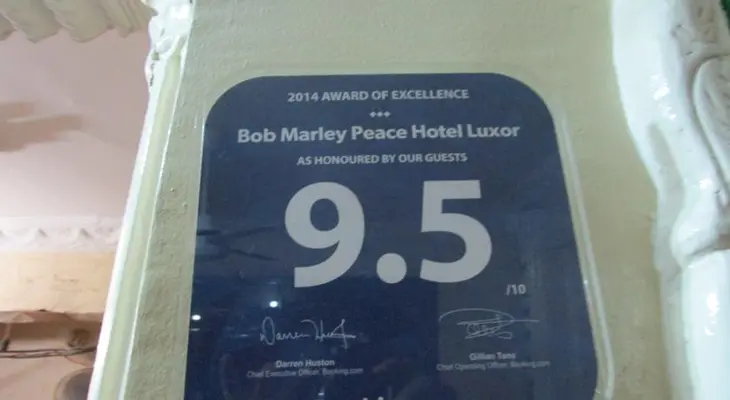 2014 AWARD OF EXCELLENCE
Bob Marley Peace Hotel Luxor
AS HONOURED BY OUR GUESTS
9.5
/10
Darren Huston
Chief Executive Officer, Booking.com
Gillian Tans
Chief Operating Officer, Booking.com